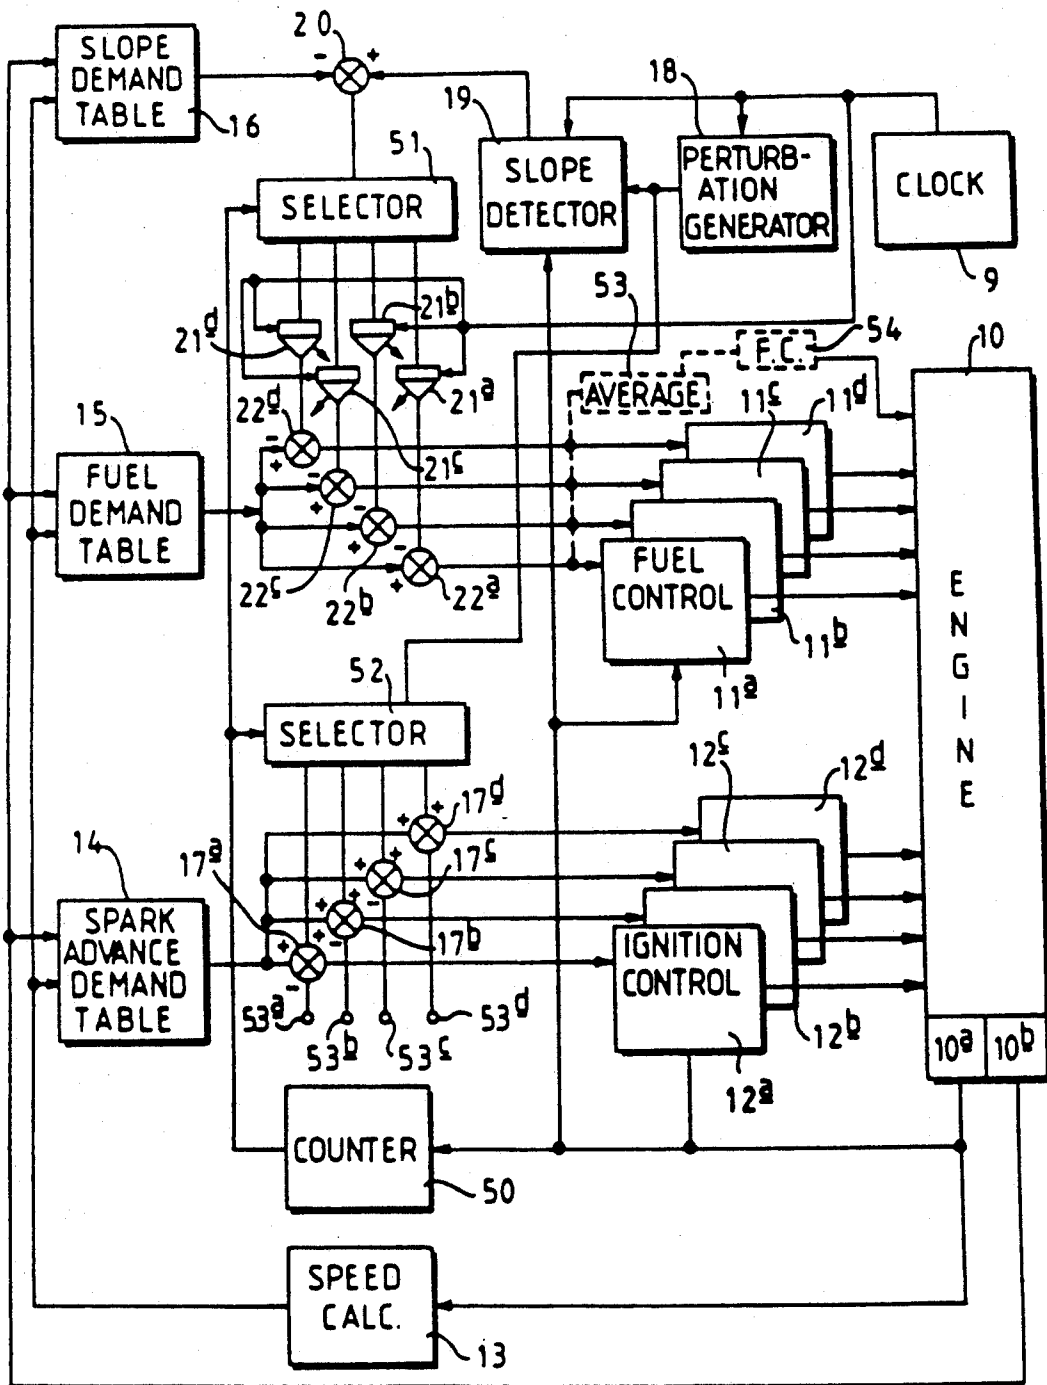 20
- +
SLOPE
DEMAND
TABLE
16
19
18
51
SELECTOR
SLOPE
DETECTOR
PERTURB-
ATION
GENERATOR
CLOCK
9
53
54
21d
21b
F.C.
10
AVERAGE
15
22d
21a
11c
11d
- +
21c
FUEL
DEMAND
TABLE
- +
- +
- +
22c
22b
22a
FUEL
CONTROL
11b
11a
ENGINE
52
SELECTOR
12c
12d
14
17a
17d
+ +
17c
+ + -
17b
+ + -
+ + -
SPARK
ADVANCE
DEMAND
TABLE
IGNITION
CONTROL
53a
53b
53c
53d
12b
12a
10a
10b
COUNTER
50
SPEED
CALC.
13